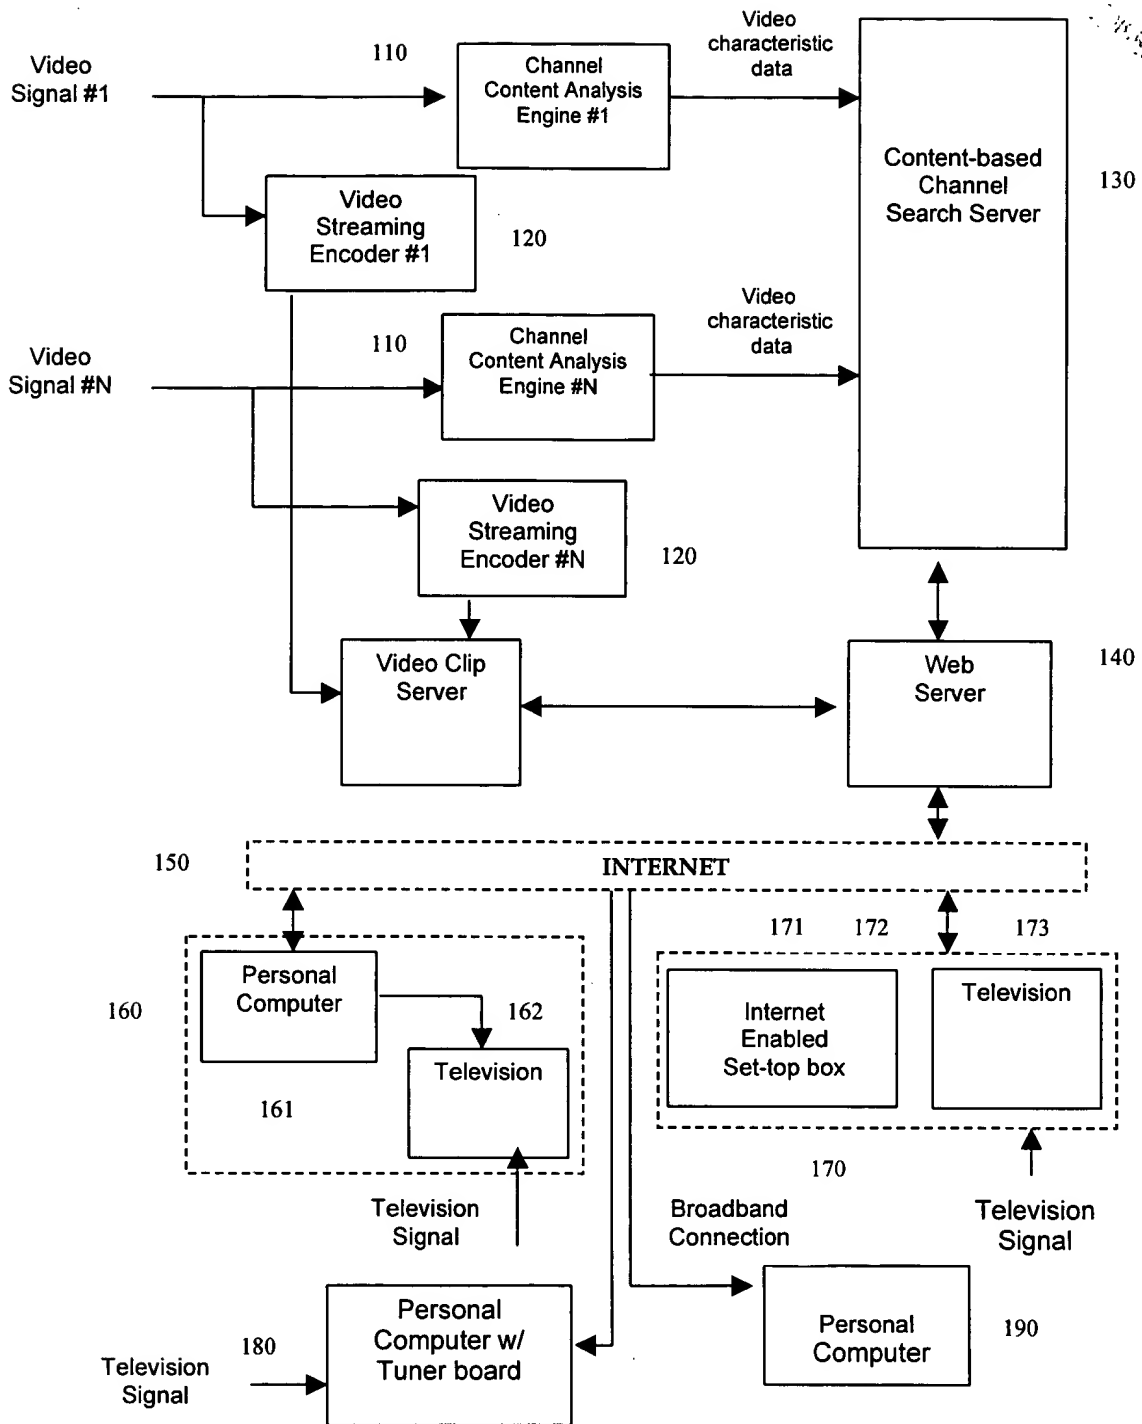 Video
Signal #1
110
Channel
Content Analysis
Engine #1
Video
characteristic
data
Content-based
Channel
Search Server
130
Video
Streaming
Encoder #1
120
Video
Signal #N
110
Channel
Content Analysis
Engine #N
Video
characteristic
data
Video
Streaming
Encoder #N
120
Video Clip
Server
Web
Server
140
150
INTERNET
160
Personal
Computer
162
Television
161
171
172
173
Internet
Enabled
Set-top box
Television
170
Television
Signal
Broadband
Connection
Television
Signal
180
Television
Signal
Personal
Computer w/
Tuner board
Personal
Computer
190